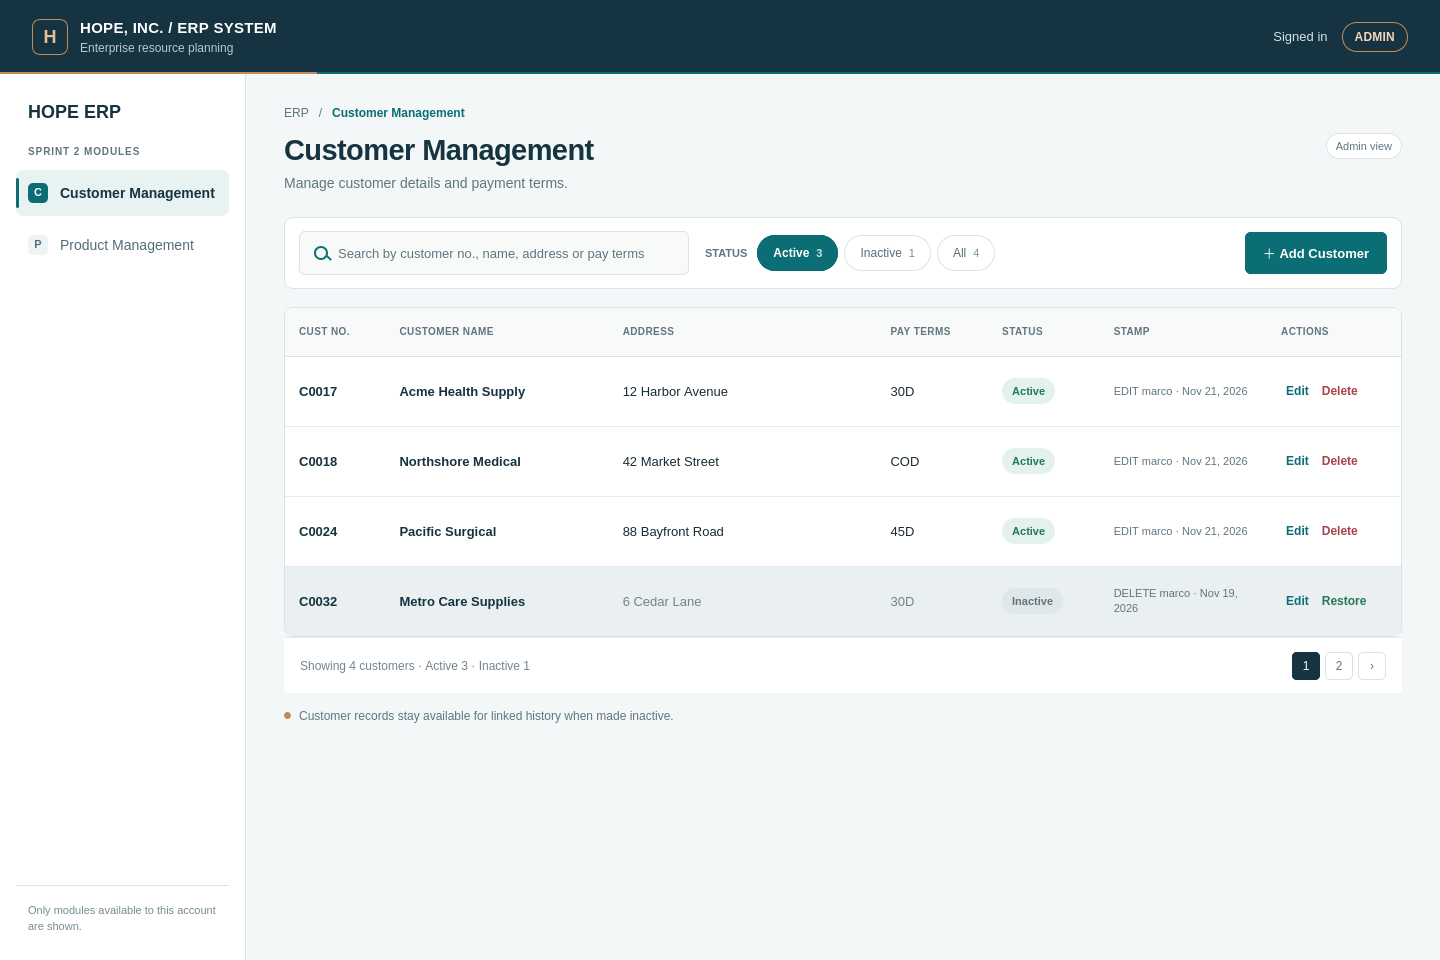 H
HOPE, INC. / ERP SYSTEM
Enterprise resource planning
Signed in
ADMIN
HOPE ERP
SPRINT 2 MODULES
C
Customer Management
P
Product Management
Only modules available to this account
are shown.
ERP / Customer Management
Customer Management
Admin view
Manage customer details and payment terms.
Search by customer no., name, address or pay terms
STATUS
Active 3
Inactive 1
All 4
+ Add Customer
CUST NO. CUSTOMER NAME ADDRESS PAY TERMS STATUS STAMP ACTIONS
C0017 Acme Health Supply 12 Harbor Avenue 30D Active EDIT marco · Nov 21, 2026 Edit Delete
C0018 Northshore Medical 42 Market Street COD Active EDIT marco · Nov 21, 2026 Edit Delete
C0024 Pacific Surgical 88 Bayfront Road 45D Active EDIT marco · Nov 21, 2026 Edit Delete
C0032 Metro Care Supplies 6 Cedar Lane 30D Inactive DELETE marco · Nov 19,
2026 Edit Restore
Showing 4 customers · Active 3 · Inactive 1
1 2 ›
Customer records stay available for linked history when made inactive.